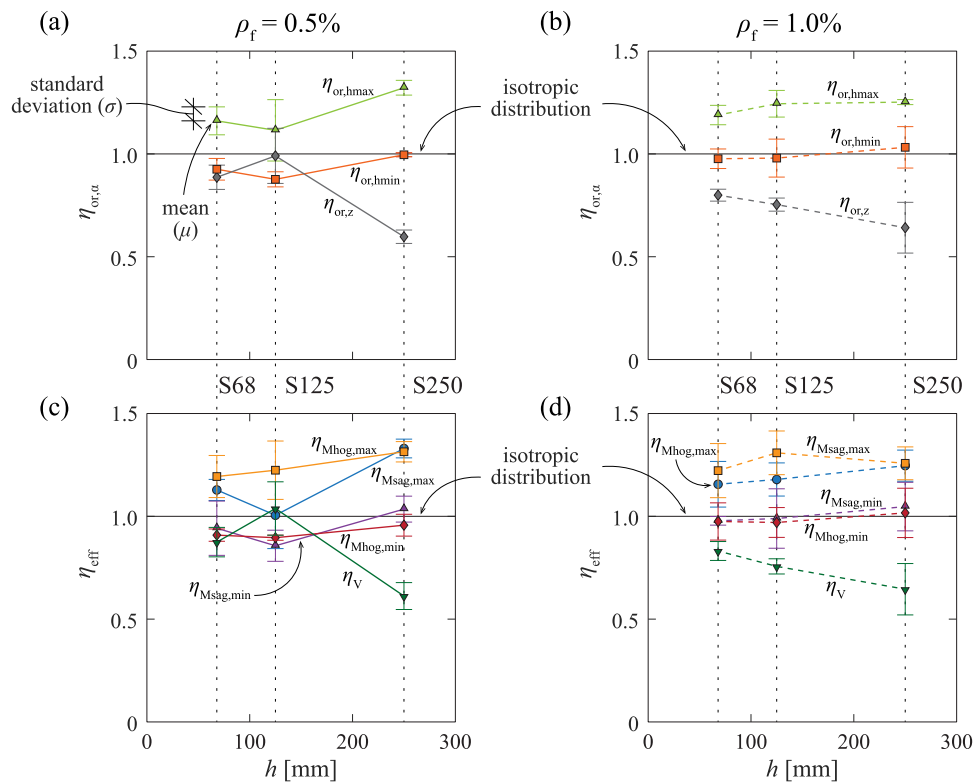 (a)
ρf = 0.5%
(b)
ρf = 1.0%
1.5
1.0
0.5
0
ηor,α
standard
deviation (σ)
mean
(μ)
ηor,hmax
ηor,hmin
ηor,z
isotropic
distribution
1.5
1.0
0.5
0
ηor,α
ηor,hmax
ηor,hmin
ηor,z
S68
S125
S250
S68
S125
S250
(c)
1.5
1.0
0.5
0
ηeff
ηMhog,max
ηMsag,max
ηMhog,min
ηMsag,min
ηV
0
100
200
300
h [mm]
isotropic
distribution
(d)
1.5
1.0
0.5
0
ηeff
ηMhog,max
ηMsag,max
ηMsag,min
ηMhog,min
ηV
0
100
200
300
h [mm]